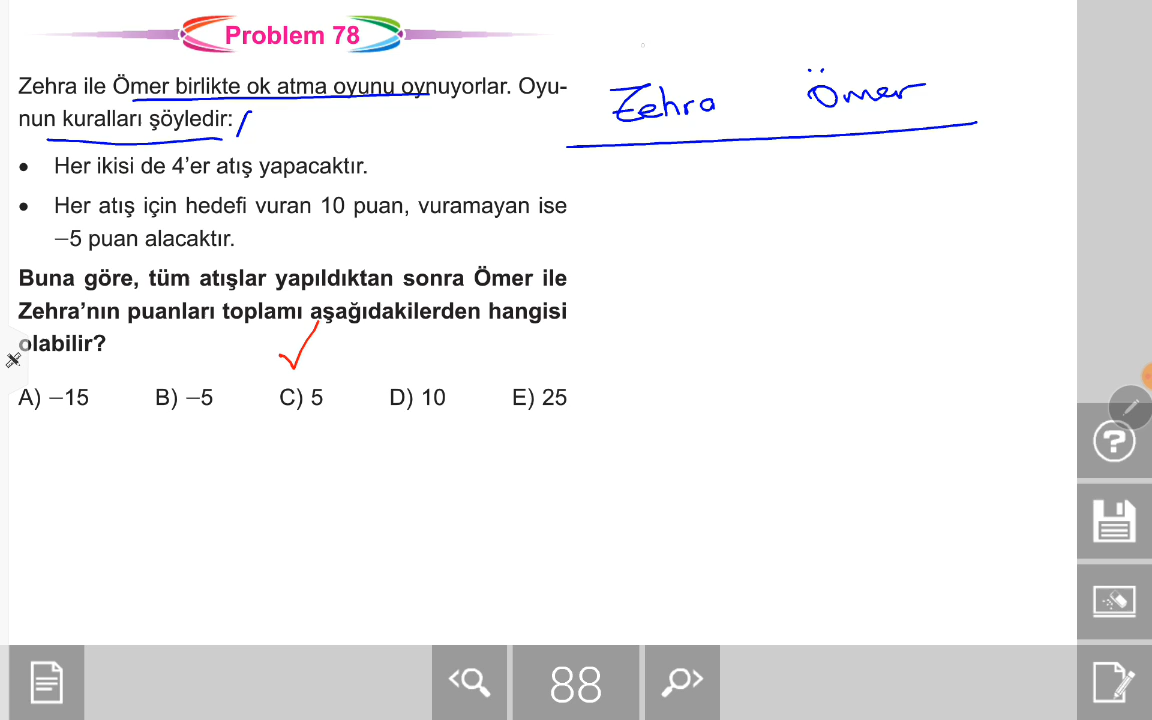 Problem 78
Zehra ile Ömer birlikte ok atma oyunu oynuyorlar. Oyu-
nun kuralları şöyledir:
• Her ikisi de 4’er atış yapacaktır.
• Her atış için hedefi vuran 10 puan, vuramayan ise
−5 puan alacaktır.
Buna göre, tüm atışlar yapıldıktan sonra Ömer ile
Zehra’nın puanları toplamı aşağıdakilerden hangisi
olabilir?
A) −15 B) −5 C) 5 D) 10 E) 25
Zehra Ömer
88